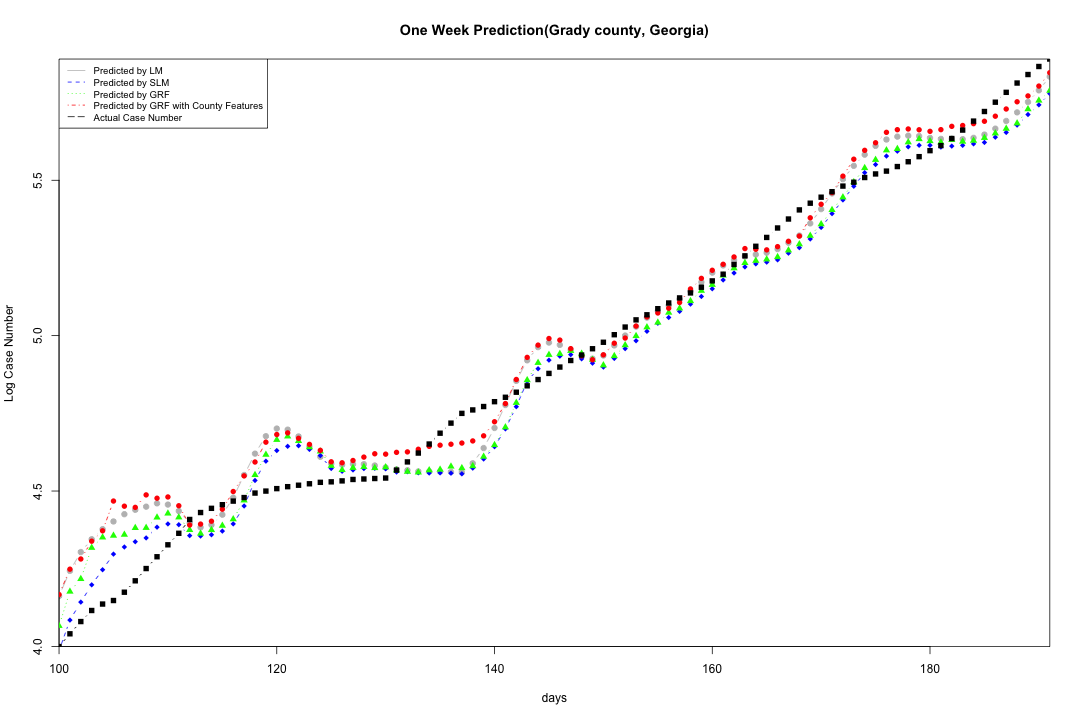 One Week Prediction(Grady county, Georgia)
Predicted by LM
Predicted by SLM
Predicted by GRF
Predicted by GRF with County Features
Actual Case Number
Log Case Number
5.5
5.0
4.5
4.0
100 120 140 160 180
days